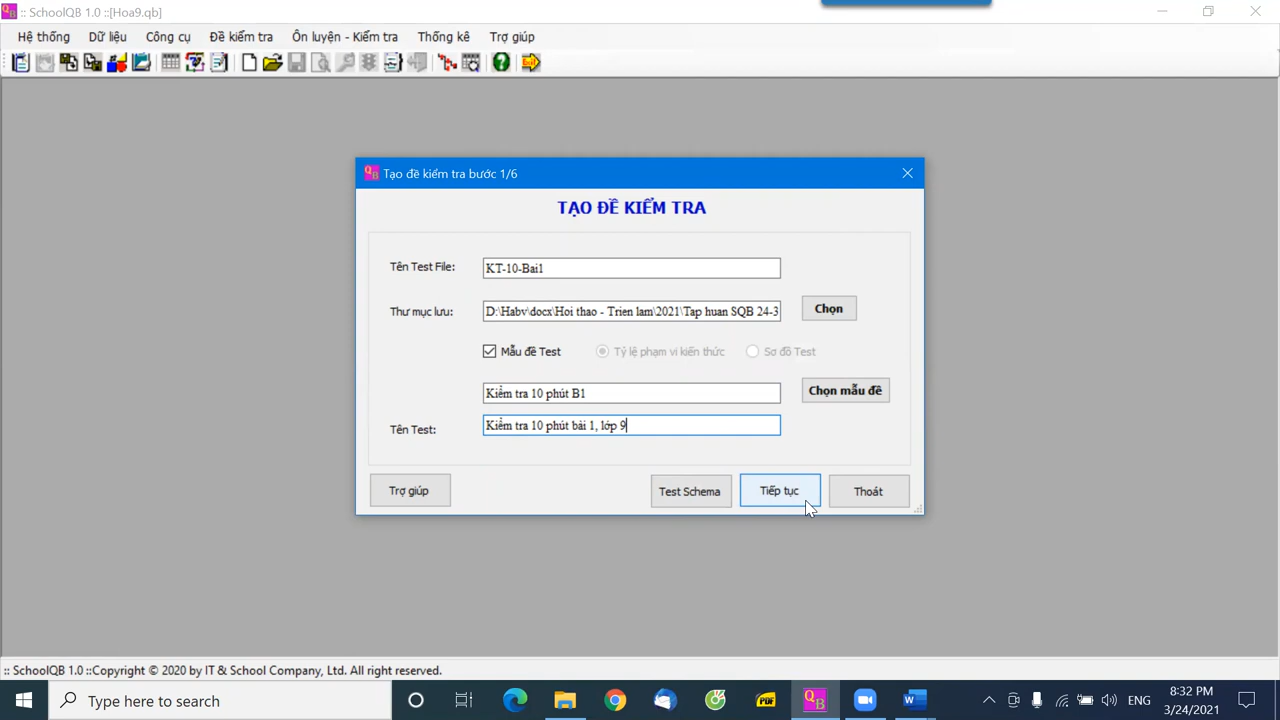 :: SchoolQB 1.0 ::[Hoa9.qb]
Hệ thống Dữ liệu Công cụ Đề kiểm tra Ôn luyện - Kiểm tra Thống kê Trợ giúp
Tạo đề kiểm tra bước 1/6
TẠO ĐỀ KIỂM TRA
Tên Test File: KT-10-Bai1
Thư mục lưu: D:\Habv\docx\Hoi thao - Trien lam\2021\Tap huan SQB 24-3 Chọn
Mẫu đề Test Tỷ lệ phạm vi kiến thức Sơ đồ Test
Kiểm tra 10 phút B1 Chọn mẫu đề
Tên Test: Kiểm tra 10 phút bài 1, lớp 9
Trợ giúp Test Schema Tiếp tục Thoát
:: SchoolQB 1.0 ::Copyright © 2020 by IT & School Company, Ltd. All right reserved.
Type here to search
PDF
QB
ENG
8:32 PM
3/24/2021